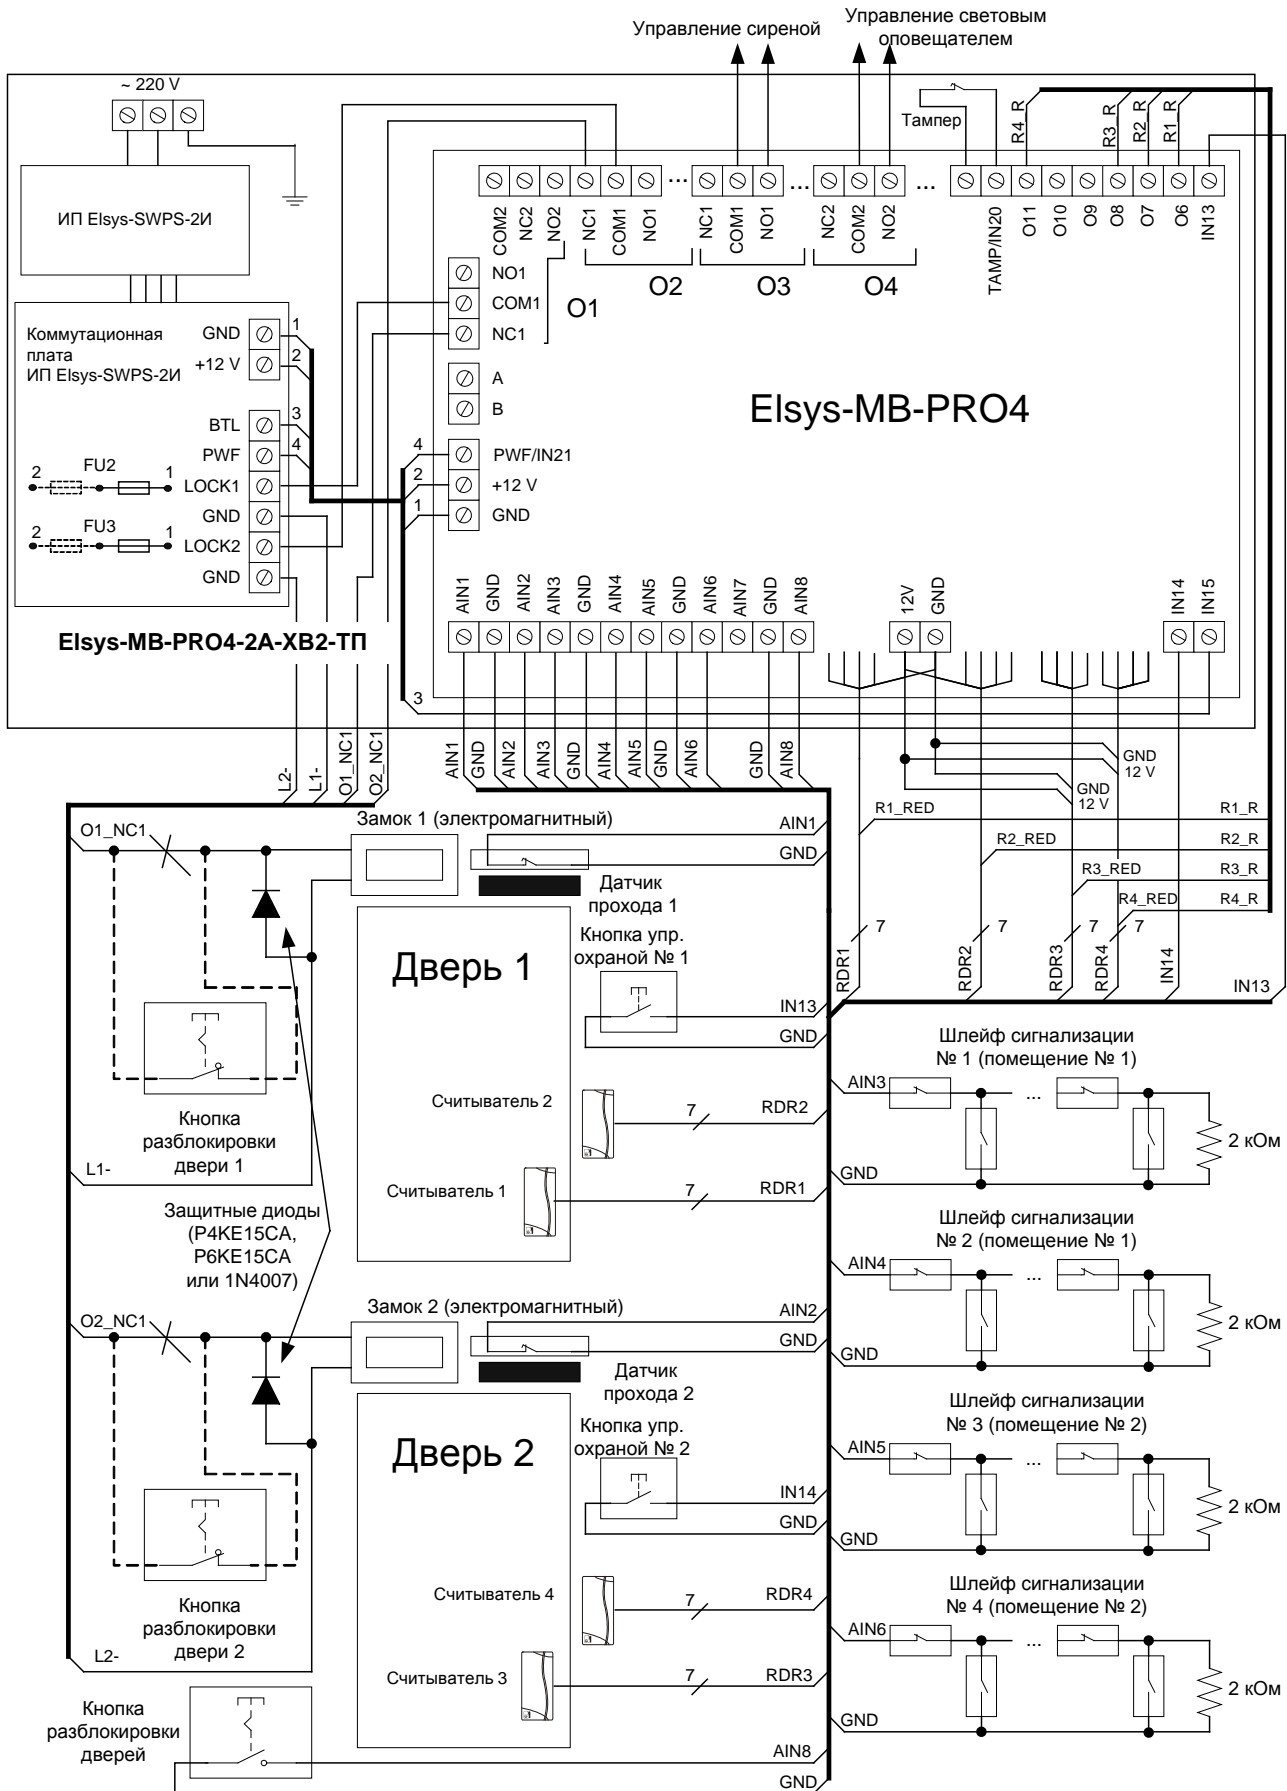 Управление сиреной
Управление световым
оповещателем
~ 220 V
ИП Elsys-SWPS-2И
Тампер
R4_R
R3_R
R2_R
R1_R
COM2
NC2
NO2
NC1
COM1
NO1
...
NC1
COM1
NO1
...
NC2
COM2
NO2
...
TAMP/IN20
O11
O10
O9
O8
O7
O6
IN13
NO1
COM1
NC1
O1
O2
O3
O4
A
B
Elsys-MB-PRO4
4
PWF/IN21
2
+12 V
1
GND
Коммутационная
плата
ИП Elsys-SWPS-2И
GND
1
+12 V
2
BTL
3
PWF
4
2
FU2
1
LOCK1
GND
2
FU3
1
LOCK2
GND
Elsys-MB-PRO4-2A-XB2-ТП
AIN1
GND
AIN2
AIN3
GND
AIN4
AIN5
GND
AIN6
AIN7
GND
AIN8
12V
GND
IN14
IN15
3
L2-
L1-
O1_NC1
O2_NC1
AIN1
GND
AIN2
AIN3
GND
AIN4
AIN5
GND
AIN6
GND
AIN8
GND
12 V
GND
12 V
R1_RED
R1_R
R2_RED
R2_R
R3_RED
R3_R
R4_RED
R4_R
7
7
7
7
RDR1
RDR2
RDR3
RDR4
IN14
IN13
O1_NC1
Замок 1 (электромагнитный)
AIN1
GND
Датчик
прохода 1
Дверь 1
Кнопка упр.
охраной № 1
IN13
GND
Считыватель 2
7
RDR2
Считыватель 1
7
RDR1
Кнопка
разблокировки
двери 1
L1-
Защитные диоды
(P4KE15CA,
P6KE15CA
или 1N4007)
O2_NC1
Замок 2 (электромагнитный)
AIN2
GND
Датчик
прохода 2
Дверь 2
Кнопка упр.
охраной № 2
IN14
GND
Считыватель 4
7
RDR4
Считыватель 3
7
RDR3
Кнопка
разблокировки
двери 2
L2-
Кнопка
разблокировки
дверей
AIN8
GND
Шлейф сигнализации
№ 1 (помещение № 1)
AIN3
...
2 кОм
GND
Шлейф сигнализации
№ 2 (помещение № 1)
AIN4
...
2 кОм
GND
Шлейф сигнализации
№ 3 (помещение № 2)
AIN5
...
2 кОм
GND
Шлейф сигнализации
№ 4 (помещение № 2)
AIN6
...
2 кОм
GND